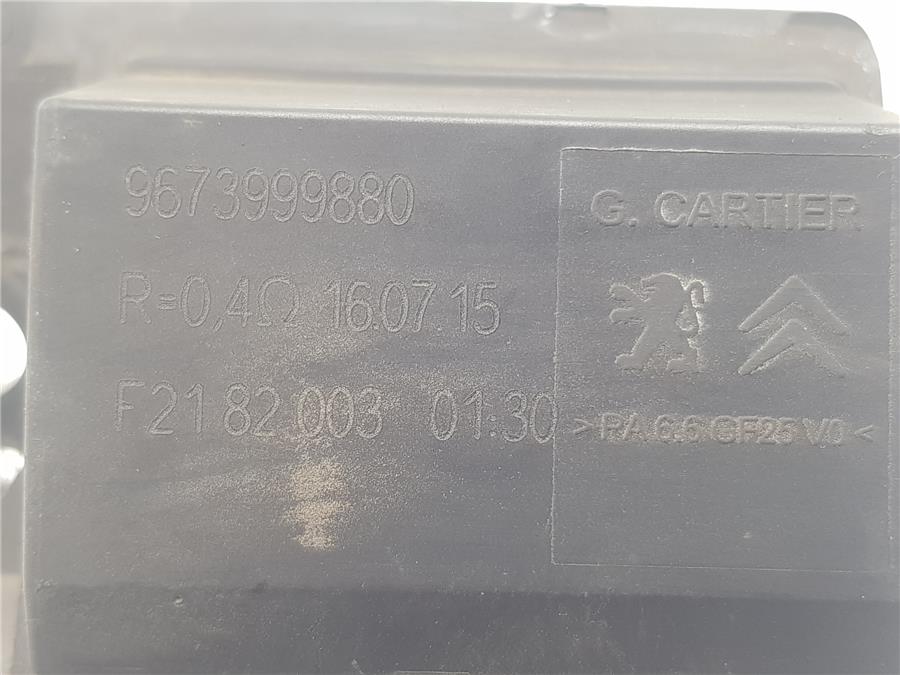 9673999880
R=0,4Ω 16.07.15
F21 82 003 01:30
G. CARTIER
>PA 6.6 GF25 V0<